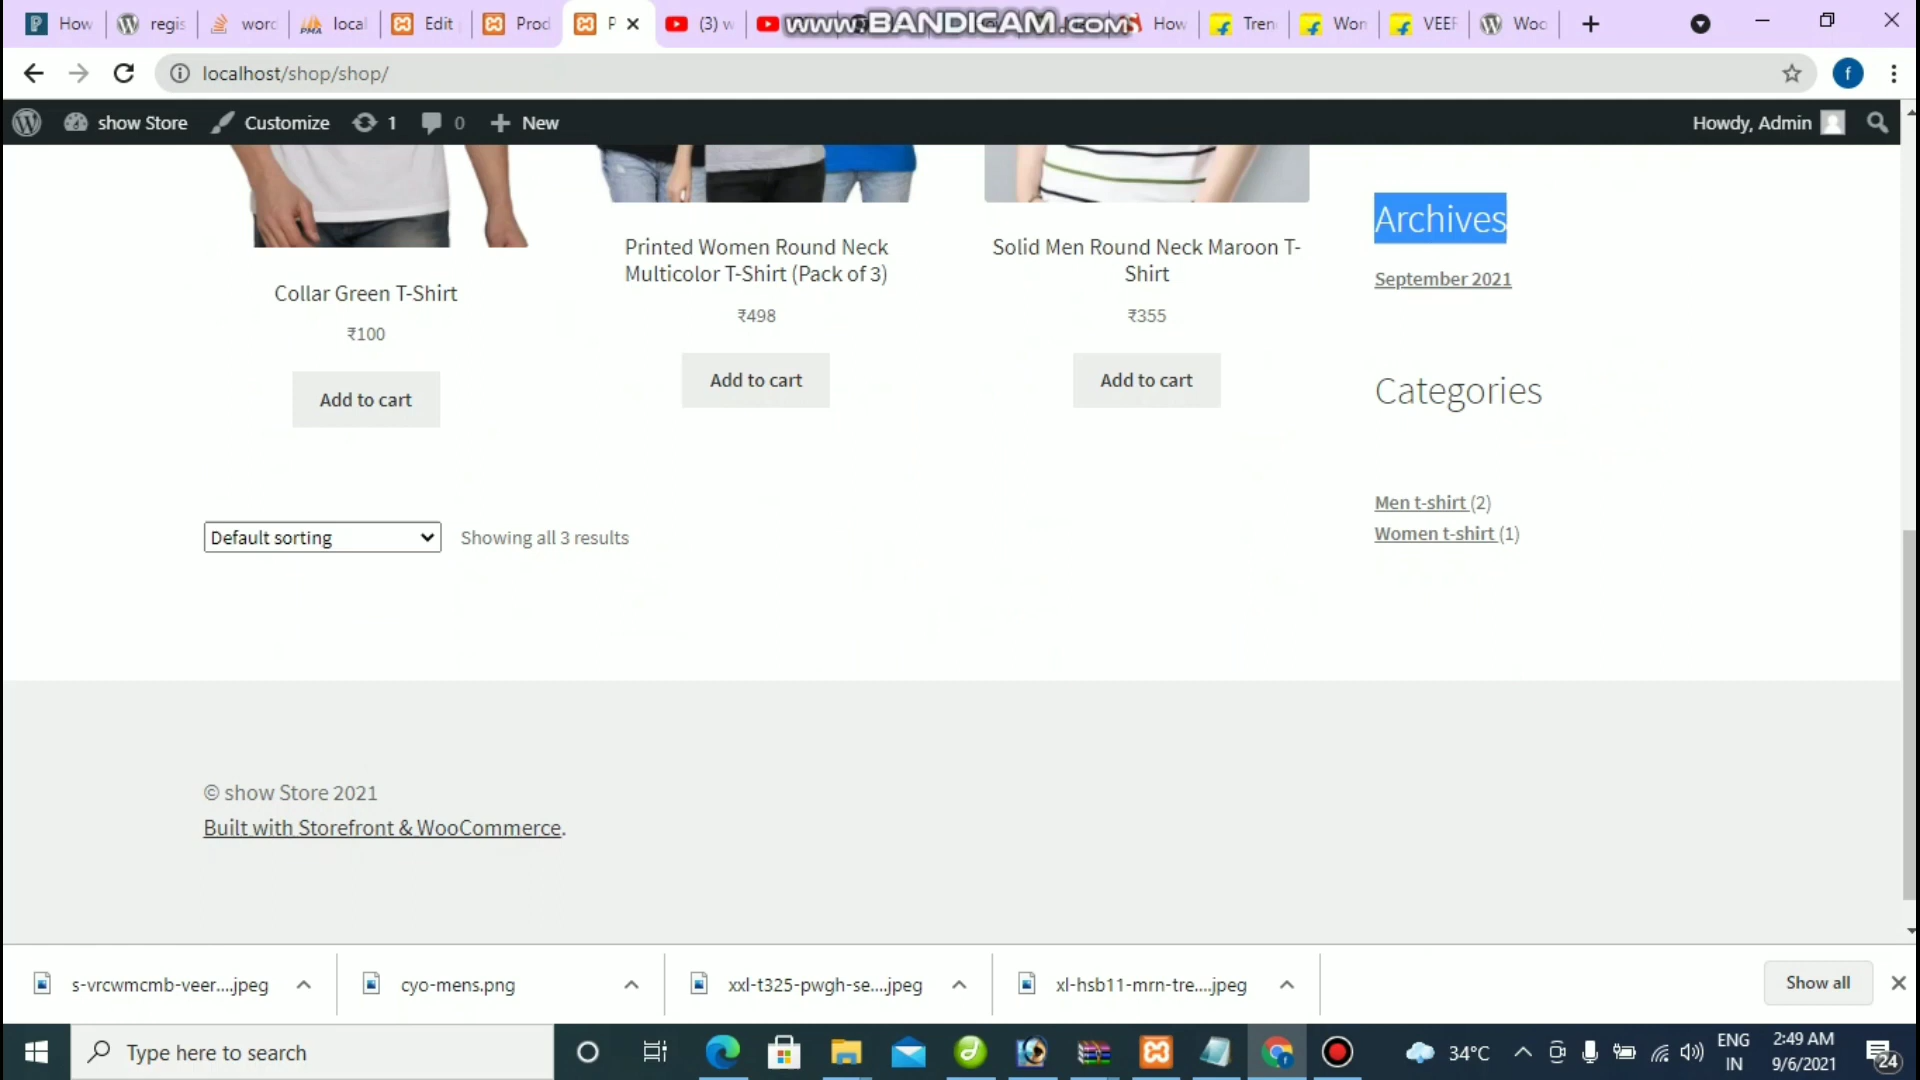 How
regis
word
local
Edit
Prod
P
(3) w
www.BANDICAM.com
How
Tren
Wor
VEEF
Woo
localhost/shop/shop/
f
show Store
Customize
1
0
New
Howdy, Admin
Collar Green T-Shirt
₹100
Add to cart
Printed Women Round Neck
Multicolor T-Shirt (Pack of 3)
₹498
Add to cart
Solid Men Round Neck Maroon T-
Shirt
₹355
Add to cart
Archives
September 2021
Categories
Men t-shirt (2)
Women t-shirt (1)
Default sorting
Showing all 3 results
© show Store 2021
Built with Storefront & WooCommerce.
s-vrcwmcmb-veer....jpeg
cyo-mens.png
xxl-t325-pwgh-se....jpeg
xl-hsb11-mrn-tre....jpeg
Show all
Type here to search
34°C
ENG
IN
2:49 AM
9/6/2021
24